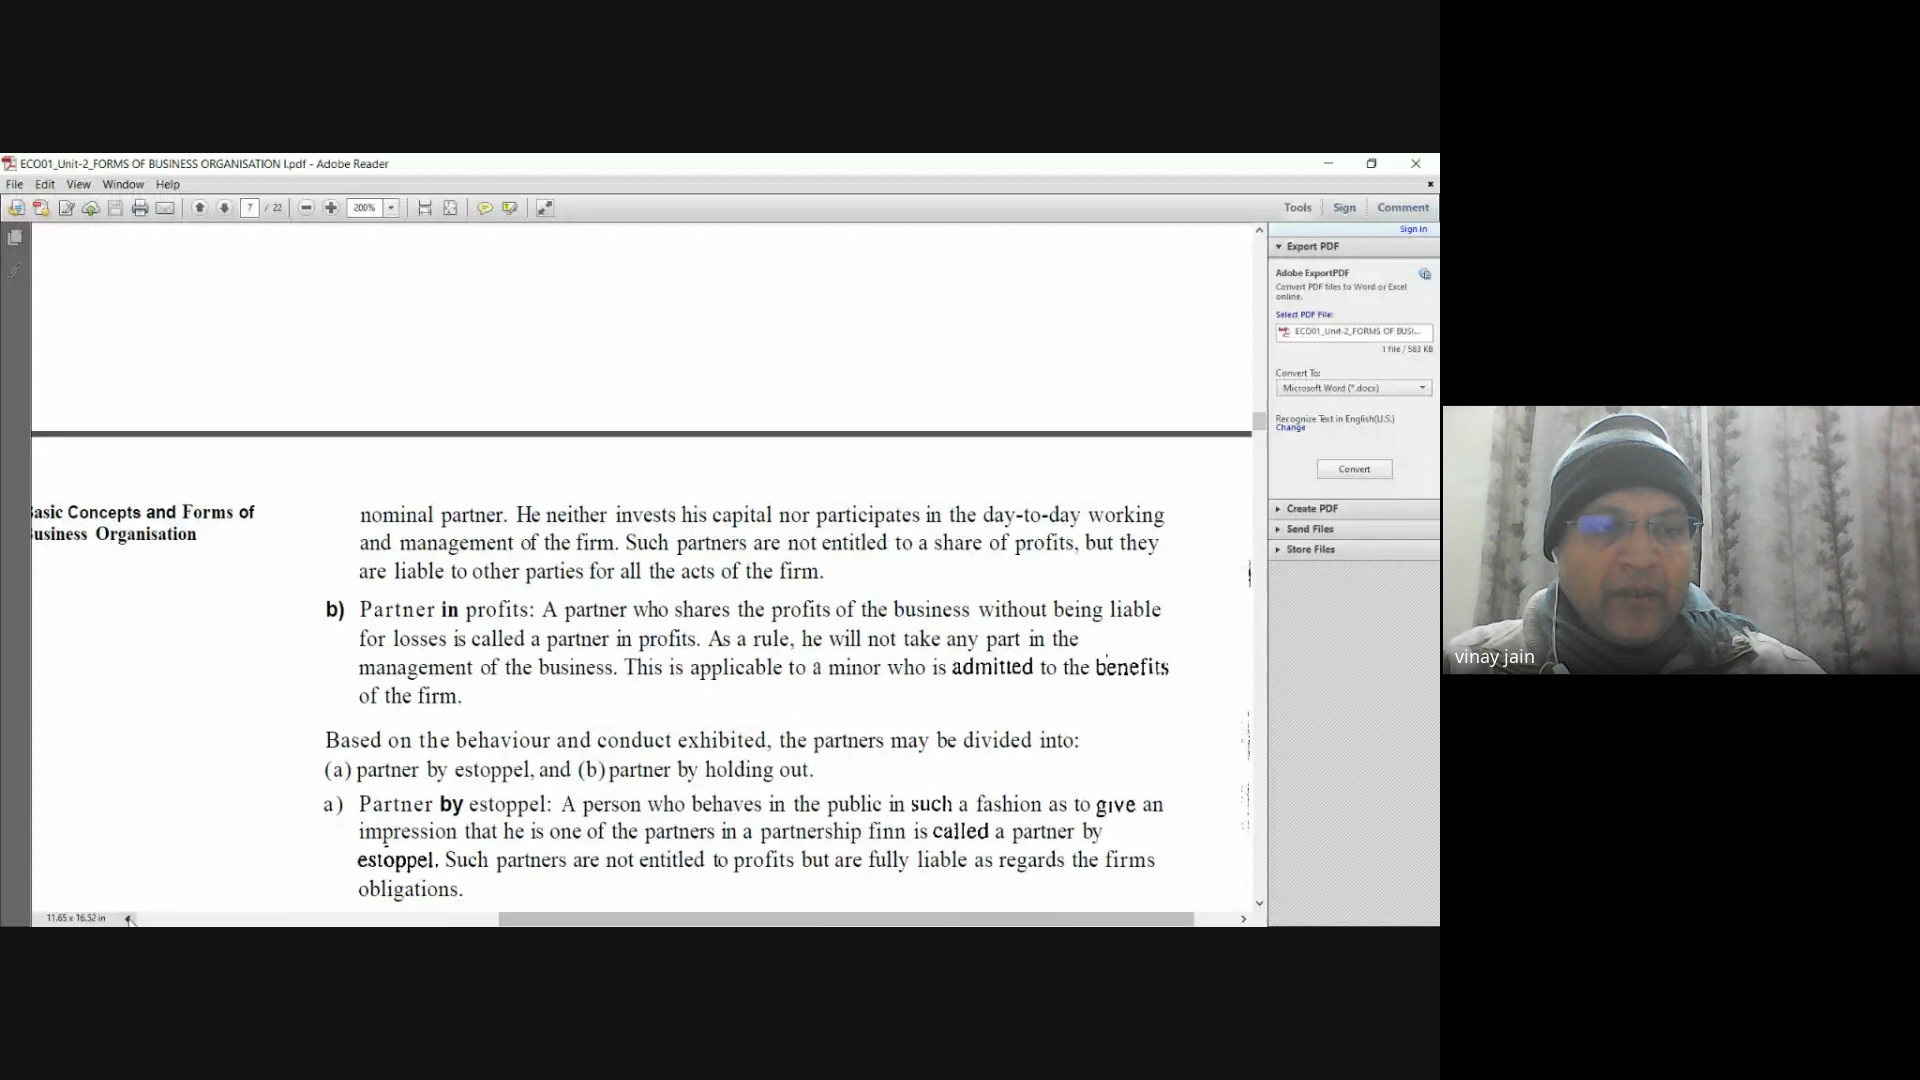 ECO01_Unit-2_FORMS OF BUSINESS ORGANISATION I.pdf - Adobe Reader
File Edit View Window Help
7 / 22 200% Tools Sign Comment
Sign In
Export PDF
Adobe ExportPDF
Convert PDF files to Word or Excel
online.
Select PDF File:
ECO01_Unit-2_FORMS OF BUSI...
1 file / 583 KB
Convert To:
Microsoft Word (*.docx)
Recognize Text in English(U.S.)
Change
Convert
Create PDF
Send Files
Store Files
asic Concepts and Forms of
usiness Organisation
nominal partner. He neither invests his capital nor participates in the day-to-day working
and management of the firm. Such partners are not entitled to a share of profits, but they
are liable to other parties for all the acts of the firm.
b) Partner in profits: A partner who shares the profits of the business without being liable
for losses is called a partner in profits. As a rule, he will not take any part in the
management of the business. This is applicable to a minor who is admitted to the benefits
of the firm.
Based on the behaviour and conduct exhibited, the partners may be divided into:
(a) partner by estoppel, and (b) partner by holding out.
a) Partner by estoppel: A person who behaves in the public in such a fashion as to give an
impression that he is one of the partners in a partnership finn is called a partner by
estoppel. Such partners are not entitled to profits but are fully liable as regards the firms
obligations.
11.65 x 16.52 in
vinay jain